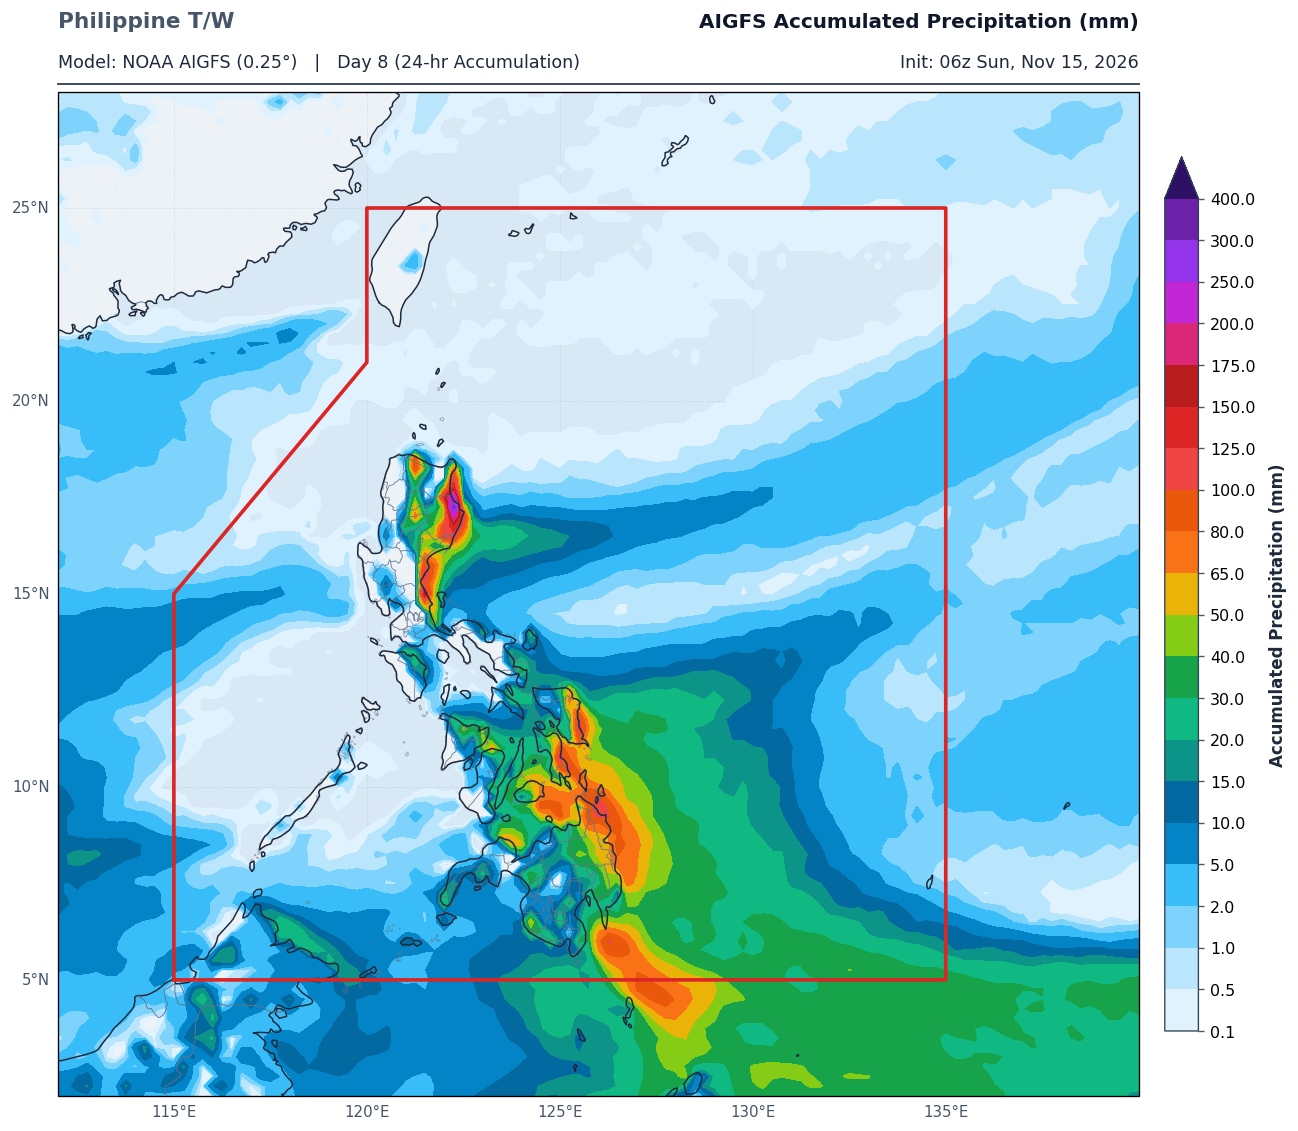 Philippine T/W
AIGFS Accumulated Precipitation (mm)
Model: NOAA AIGFS (0.25°)   |   Day 8 (24-hr Accumulation)
Init: 06z Sun, Nov 15, 2026
25°N
20°N
15°N
10°N
5°N
115°E
120°E
125°E
130°E
135°E
400.0
300.0
250.0
200.0
175.0
150.0
125.0
100.0
80.0
65.0
50.0
40.0
30.0
20.0
15.0
10.0
5.0
2.0
1.0
0.5
0.1
Accumulated Precipitation (mm)